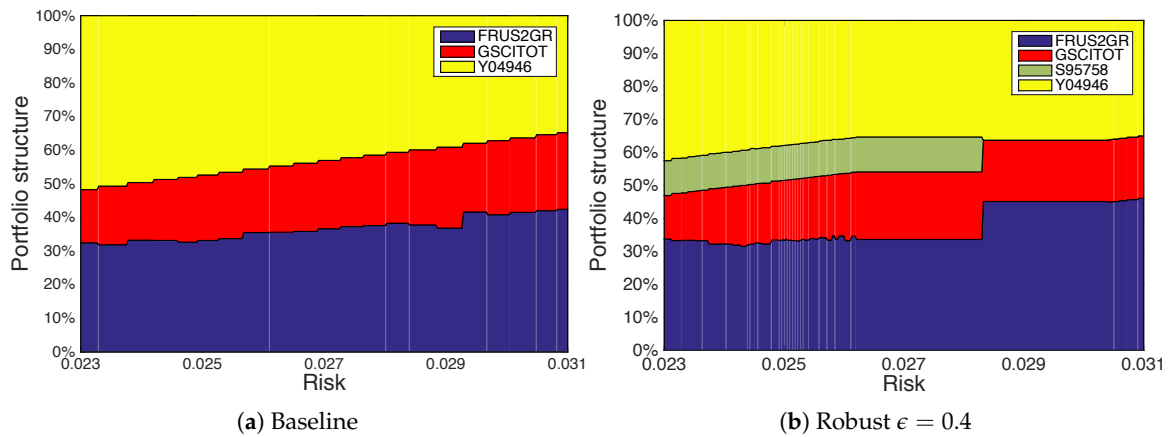 100%
90%
80%
70%
60%
50%
40%
30%
20%
10%
0%
Portfolio structure
FRUS2GR
GSCITOT
Y04946
0.023
0.025
0.027
0.029
0.031
Risk
(a) Baseline
100%
90%
80%
70%
60%
50%
40%
30%
20%
10%
0%
Portfolio structure
FRUS2GR
GSCITOT
S95758
Y04946
0.023
0.025
0.027
0.029
0.031
Risk
(b) Robust ϵ = 0.4